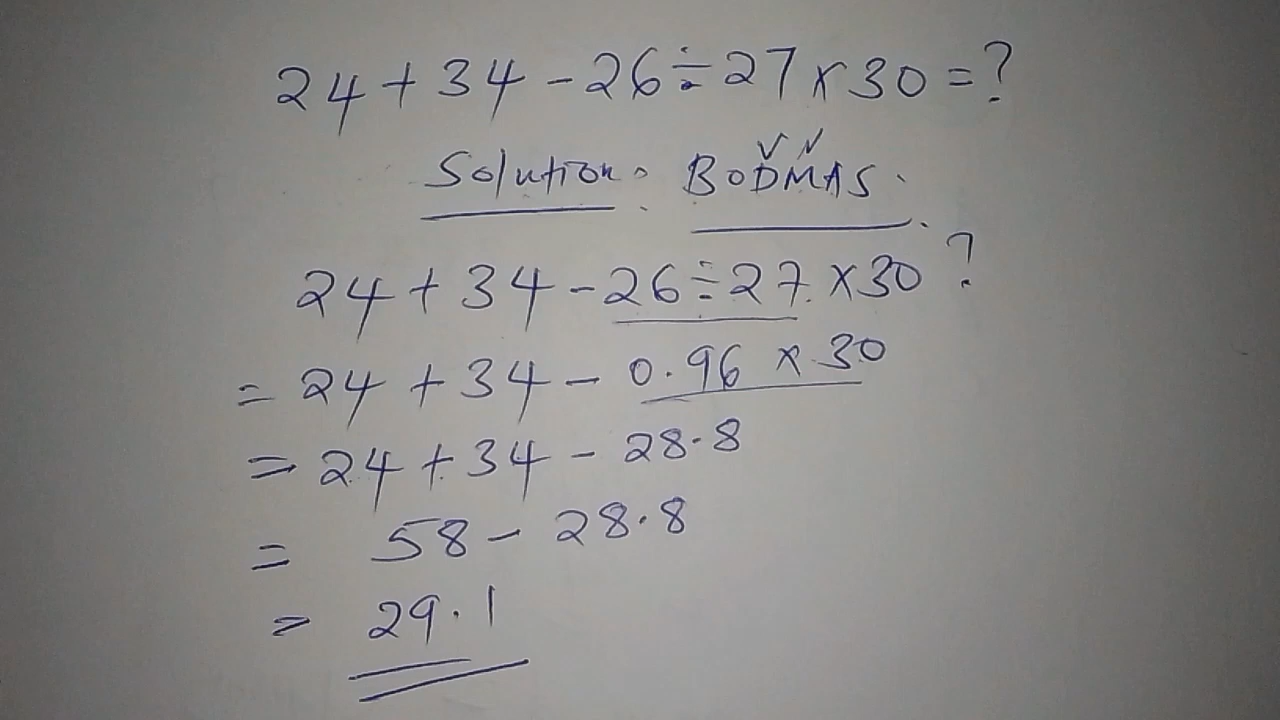 24 + 34 - 26 ÷ 27 × 30 = ?
Solution: BODMAS.
24 + 34 - 26 ÷ 27 × 30 ?
= 24 + 34 - 0.96 × 30
= 24 + 34 - 28.8
= 58 - 28.8
= 29.1